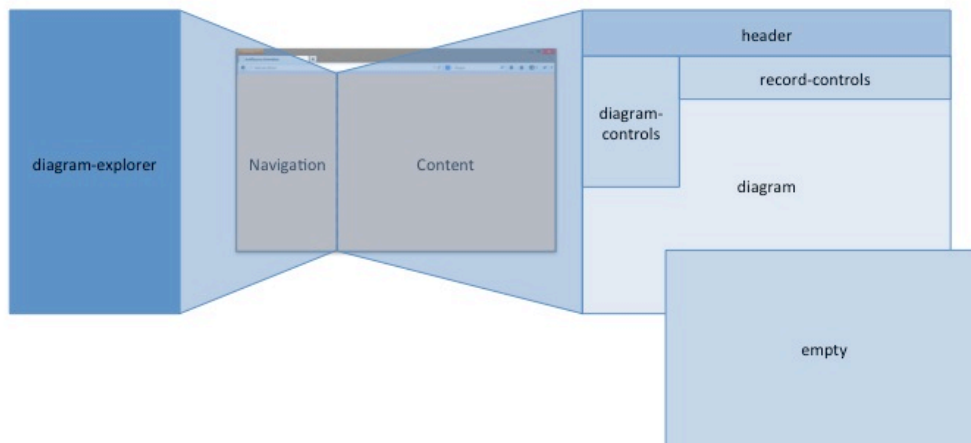 header
record-controls
diagram-
controls
diagram-explorer
Navigation
Content
diagram
empty